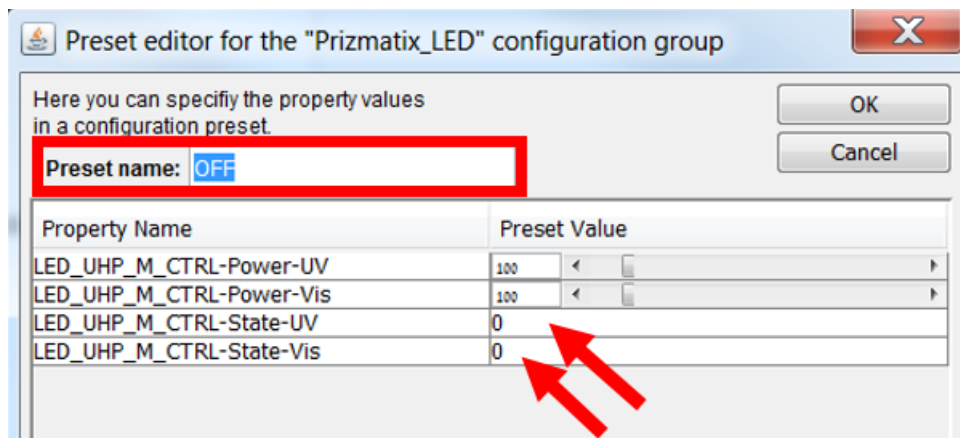 Preset editor for the "Prizmatix_LED" configuration group
Here you can specifiy the property values
in a configuration preset.
OK
Cancel
Preset name: OFF
Property Name Preset Value
LED_UHP_M_CTRL-Power-UV 100
LED_UHP_M_CTRL-Power-Vis 100
LED_UHP_M_CTRL-State-UV 0
LED_UHP_M_CTRL-State-Vis 0